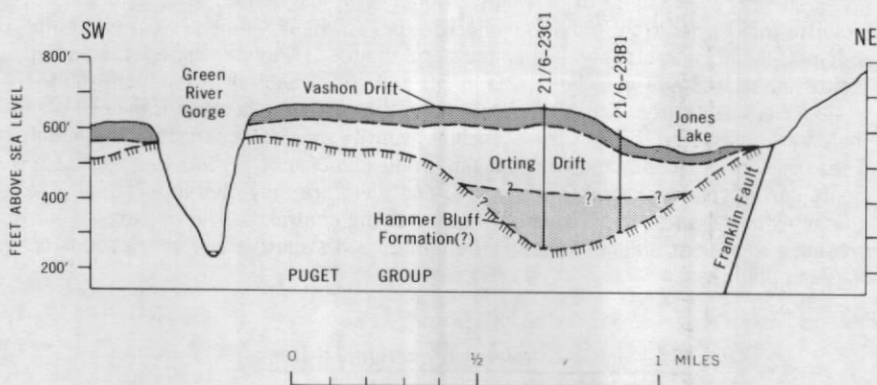 SW
NE
800'
600'
400'
200'
FEET ABOVE SEA LEVEL
Green
River
Gorge
Vashon Drift
21/6-23C1
21/6-23B1
Jones
Lake
Orting Drift
?
?
?
?
Hammer Bluff
Formation(?)
Franklin Fault
PUGET GROUP
0 ½ 1 MILES